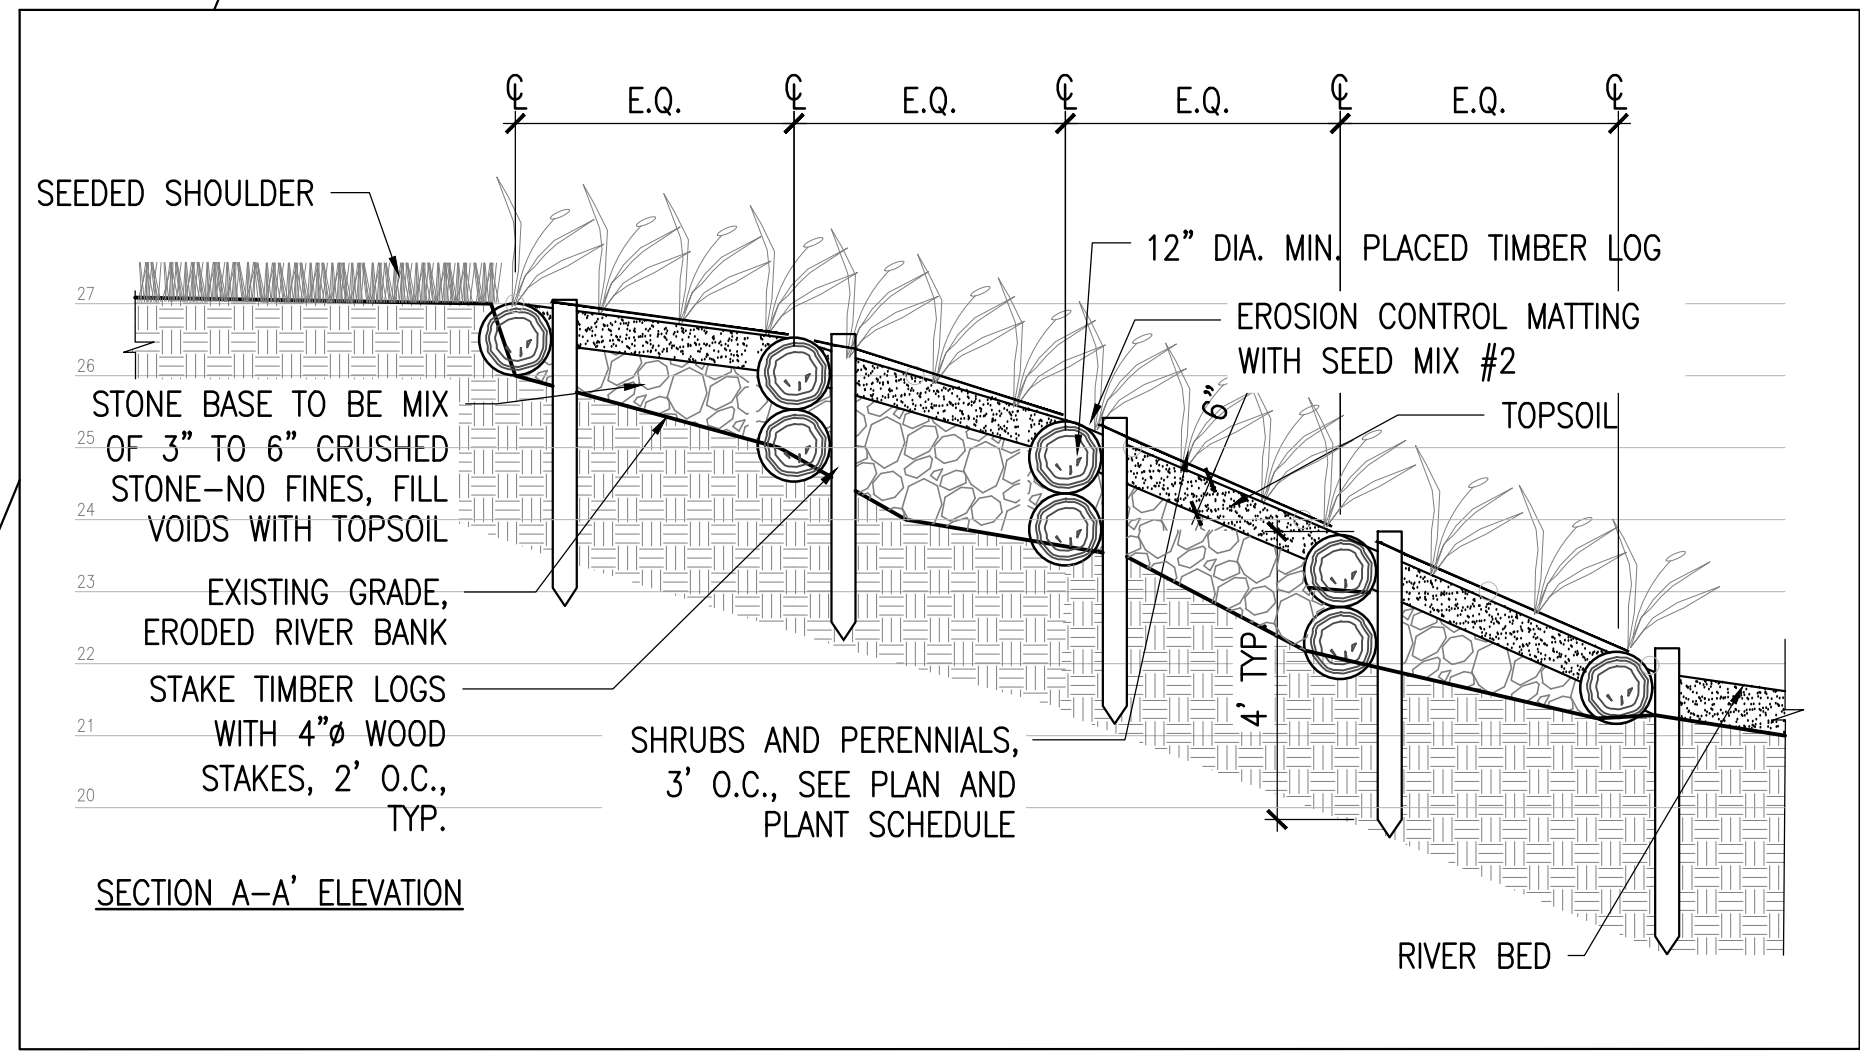 ℄ E.Q. ℄ E.Q. ℄ E.Q. ℄ E.Q. ℄
SEEDED SHOULDER
12" DIA. MIN. PLACED TIMBER LOG
EROSION CONTROL MATTING
WITH SEED MIX #2
6"
TOPSOIL
27
26
25
24
23
22
21
20
STONE BASE TO BE MIX
OF 3" TO 6" CRUSHED
STONE-NO FINES, FILL
VOIDS WITH TOPSOIL
EXISTING GRADE,
ERODED RIVER BANK
STAKE TIMBER LOGS
WITH 4"ø WOOD
STAKES, 2' O.C.,
TYP.
SHRUBS AND PERENNIALS,
3' O.C., SEE PLAN AND
PLANT SCHEDULE
4' TYP.
RIVER BED
SECTION A-A' ELEVATION